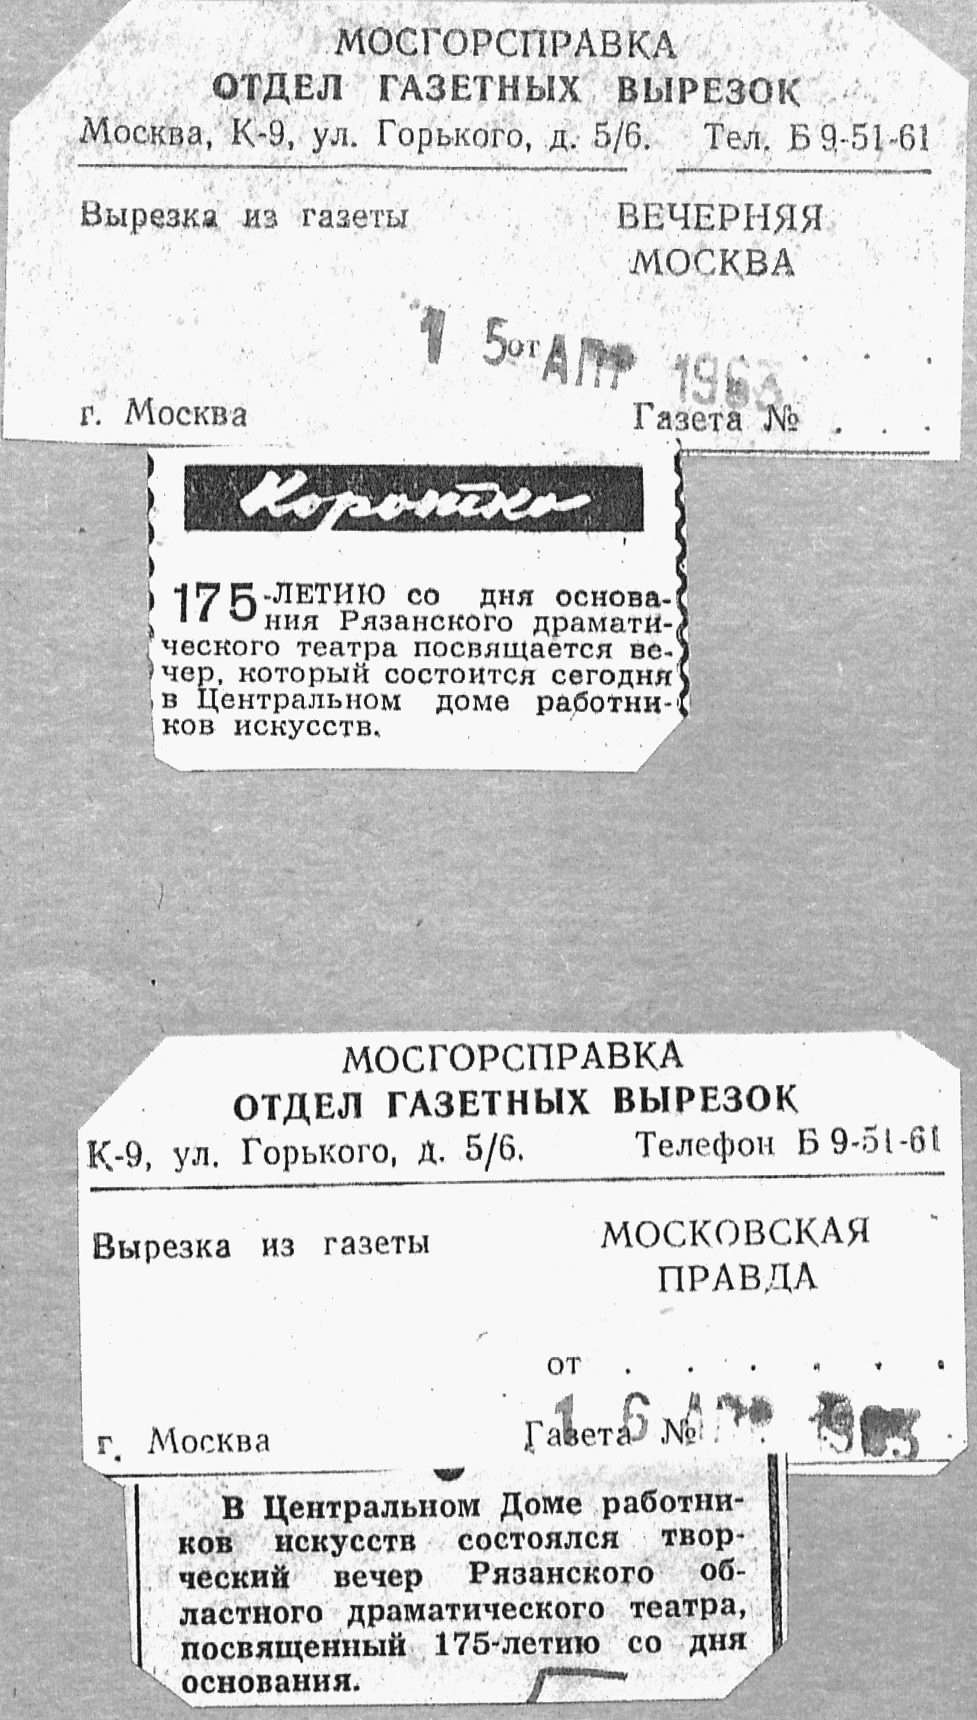 МОСГОРСПРАВКА
ОТДЕЛ ГАЗЕТНЫХ ВЫРЕЗОК
Москва, К-9, ул. Горького, д. 5/6. Тел. Б 9-51-61
Вырезка из газеты
ВЕЧЕРНЯЯ
МОСКВА
15 от АПР 1963 . . .
г. Москва Газета № . . .
Коротко
175-ЛЕТИЮ со дня основа-
ния Рязанского драмати-
ческого театра посвящается ве-
чер, который состоится сегодня
в Центральном доме работни-
ков искусств.
МОСГОРСПРАВКА
ОТДЕЛ ГАЗЕТНЫХ ВЫРЕЗОК
К-9, ул. Горького, д. 5/6. Телефон Б 9-51-61
Вырезка из газеты
МОСКОВСКАЯ
ПРАВДА
от . . . . . .
16 АПР 1963
г. Москва Газета №
В Центральном Доме работни-
ков искусств состоялся твор-
ческий вечер Рязанского об-
ластного драматического театра,
посвященный 175-летию со дня
основания.